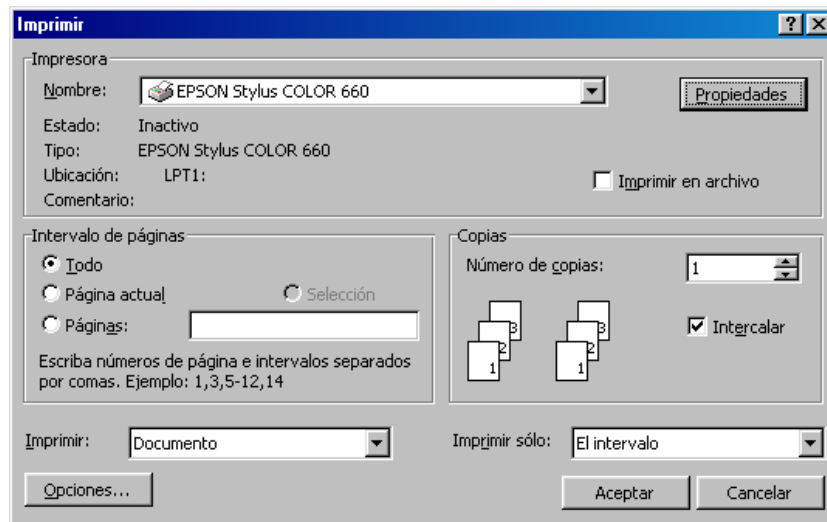 Imprimir
Impresora
Nombre: EPSON Stylus COLOR 660 Propiedades
Estado: Inactivo
Tipo: EPSON Stylus COLOR 660
Ubicación: LPT1:
Imprimir en archivo
Comentario:
Intervalo de páginas
Todo
Página actual Selección
Páginas:
Escriba números de página e intervalos separados
por comas. Ejemplo: 1,3,5-12,14
Copias
Número de copias: 1
3 3
2 2
1 1
Intercalar
Imprimir: Documento
Imprimir sólo: El intervalo
Opciones... Aceptar Cancelar